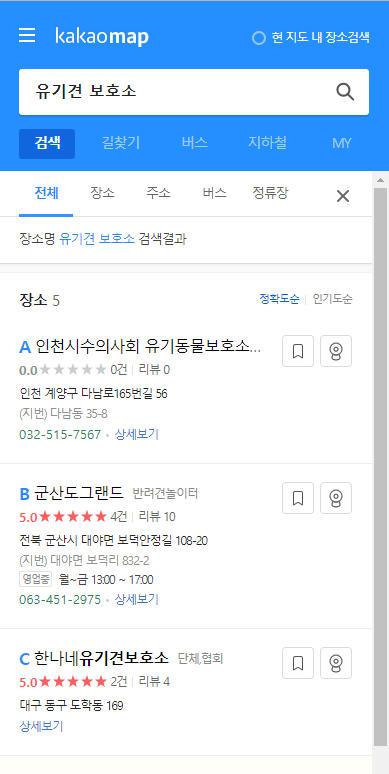 kakaomap
현 지도 내 장소검색
유기견 보호소
검색 길찾기 버스 지하철 MY
전체 장소 주소 버스 정류장
장소명 유기견 보호소 검색결과
장소 5
정확도순 인기도순
A 인천시수의사회 유기동물보호소...
0.0 ★★★★★ 0건 리뷰 0
인천 계양구 다남로165번길 56
(지번) 다남동 35-8
032-515-7567 • 상세보기
B 군산도그랜드 반려견놀이터
5.0 ★★★★★ 4건 리뷰 10
전북 군산시 대야면 보덕안정길 108-20
(지번) 대야면 보덕리 832-2
영업중 월~금 13:00 ~ 17:00
063-451-2975 • 상세보기
C 한나네유기견보호소 단체,협회
5.0 ★★★★★ 2건 리뷰 4
대구 동구 도학동 169
상세보기